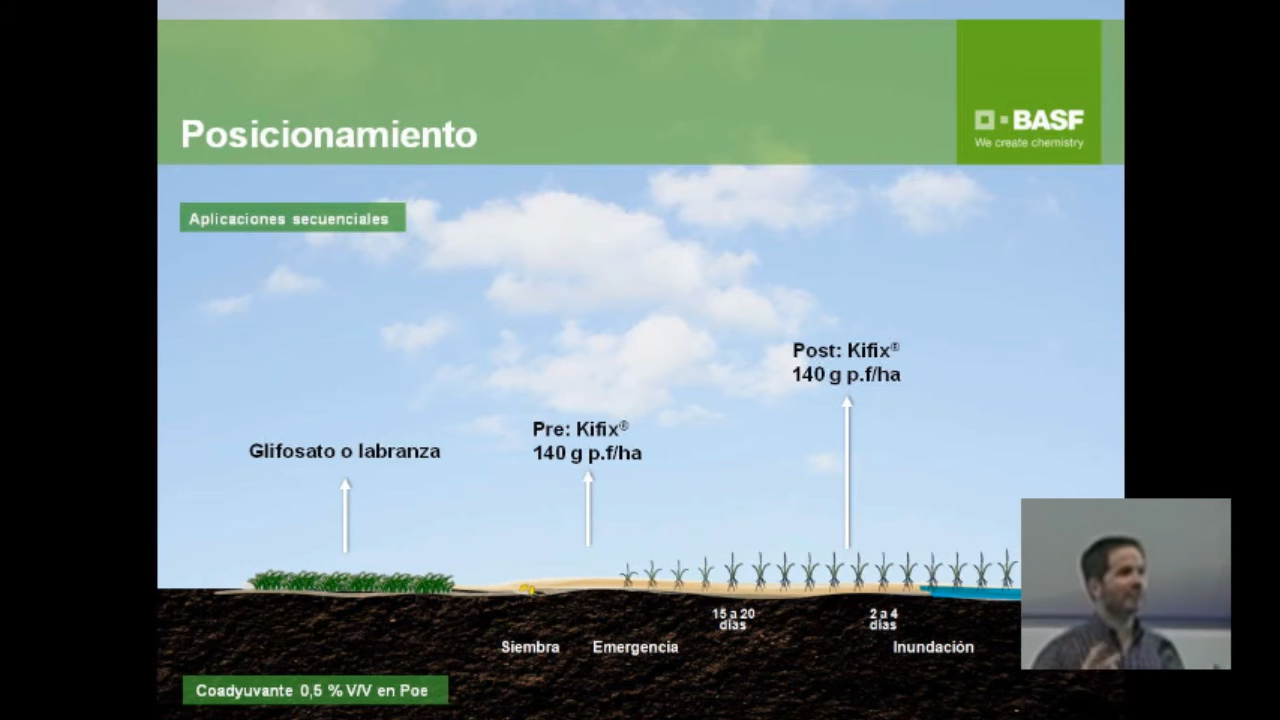 Posicionamiento
BASF
We create chemistry
Aplicaciones secuenciales
Post: Kifix®
140 g p.f/ha
Pre: Kifix®
140 g p.f/ha
Glifosato o labranza
15 a 20
días
2 a 4
días
Siembra
Emergencia
Inundación
Coadyuvante 0,5 % V/V en Poe